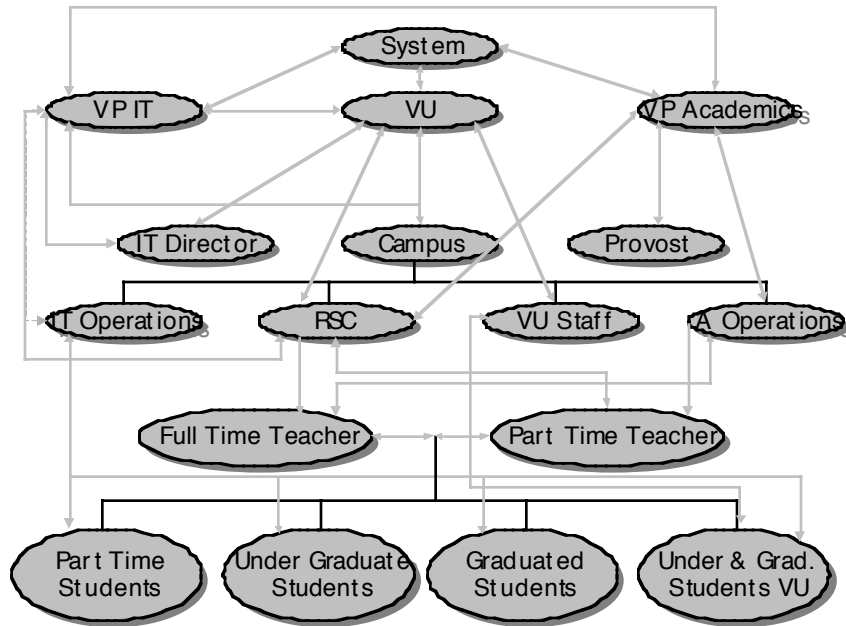 System
VP IT
VU
VP Academics
IT Director
Campus
Provost
IT Operations
RSC
VU Staff
A Operations
Full Time Teacher
Part Time Teacher
Part Time
Students
Under Graduate
Students
Graduated
Students
Under & Grad.
Students VU